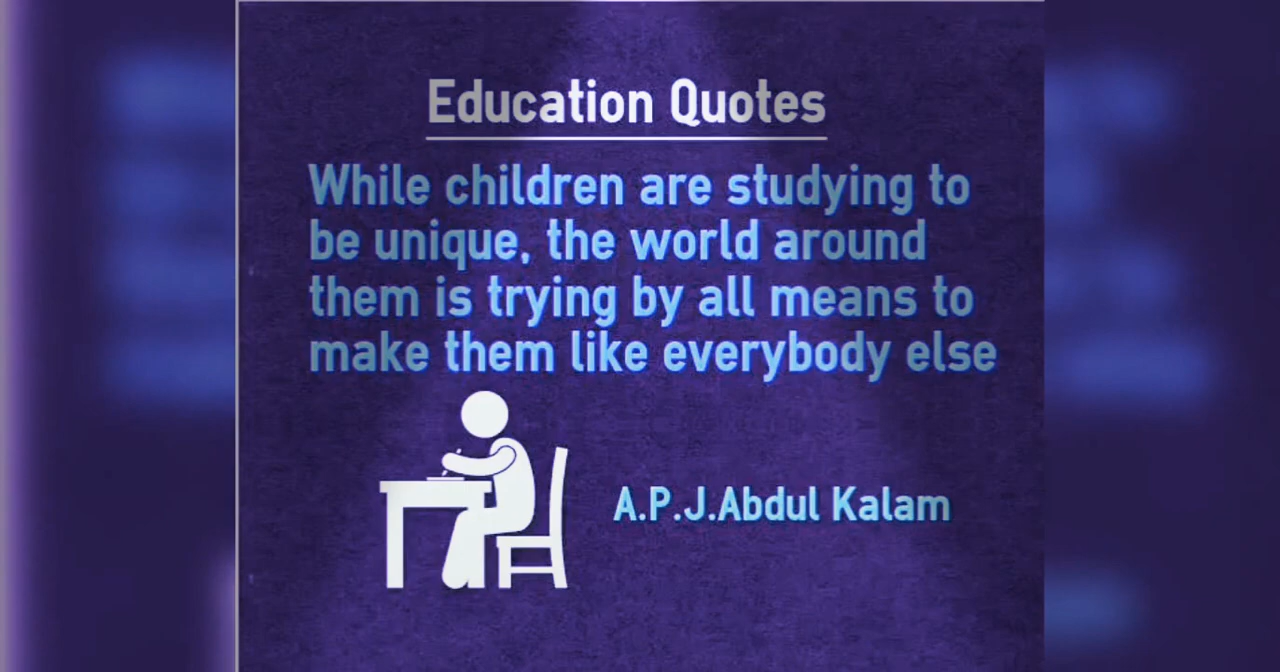 Education Quotes
While children are studying to
be unique, the world around
them is trying by all means to
make them like everybody else
A.P.J.Abdul Kalam